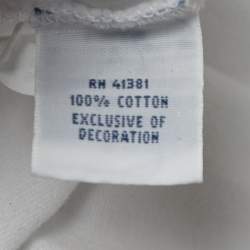 RN 41381
100% COTTON
EXCLUSIVE OF
DECORATION